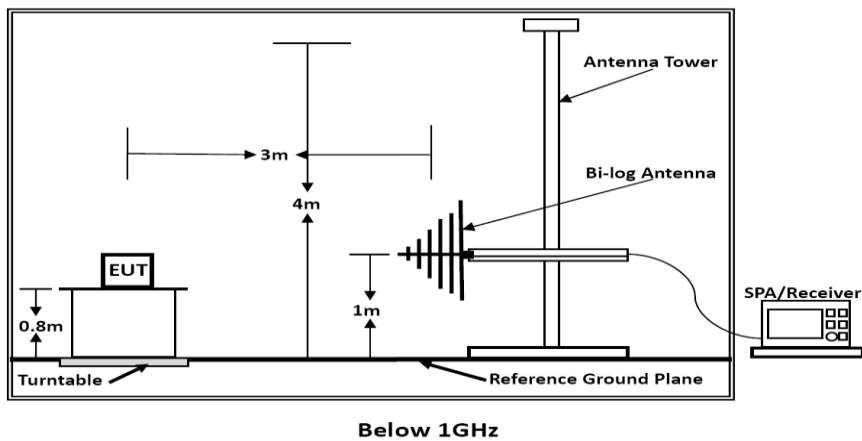 Antenna Tower
3m
Bi-log Antenna
4m
EUT
SPA/Receiver
0.8m
1m
Turntable
Reference Ground Plane
Below 1GHz